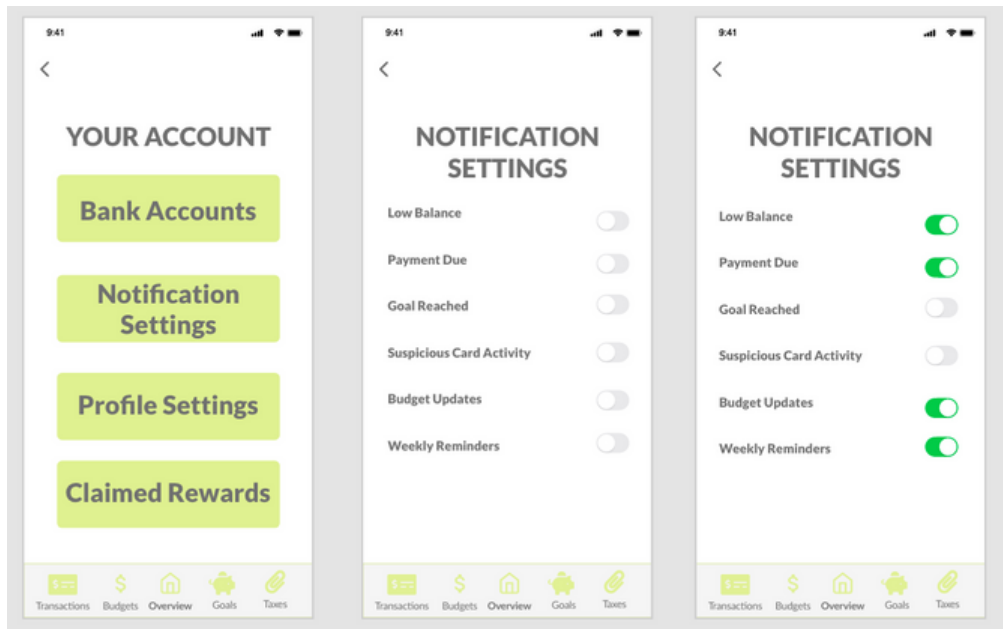 9:41
YOUR ACCOUNT
Bank Accounts
Notification
Settings
Profile Settings
Claimed Rewards
$
$
Transactions Budgets Overview Goals Taxes
9:41
NOTIFICATION
SETTINGS
Low Balance
Payment Due
Goal Reached
Suspicious Card Activity
Budget Updates
Weekly Reminders
$
$
Transactions Budgets Overview Goals Taxes
9:41
NOTIFICATION
SETTINGS
Low Balance
Payment Due
Goal Reached
Suspicious Card Activity
Budget Updates
Weekly Reminders
$
$
Transactions Budgets Overview Goals Taxes